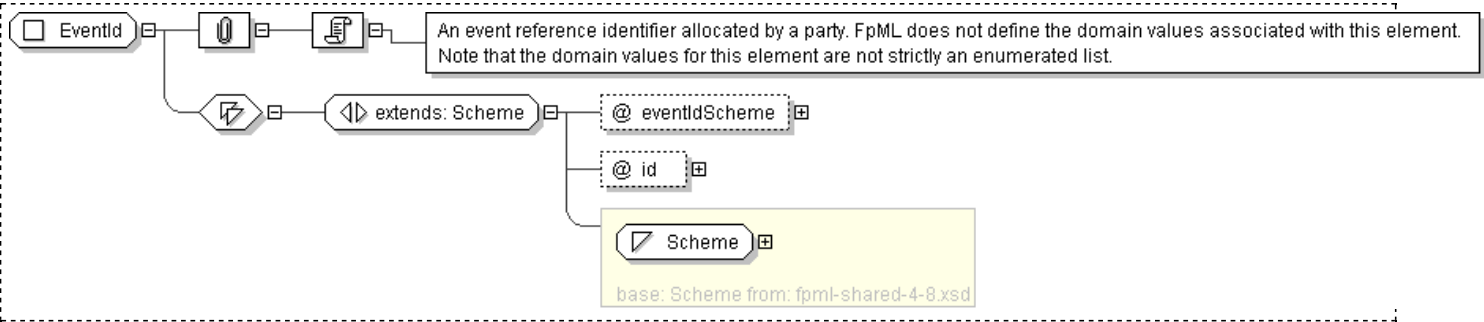 EventId
An event reference identifier allocated by a party. FpML does not define the domain values associated with this element.
Note that the domain values for this element are not strictly an enumerated list.
extends: Scheme
@ eventIdScheme
@ id
Scheme
base: Scheme from: fpml-shared-4-8.xsd